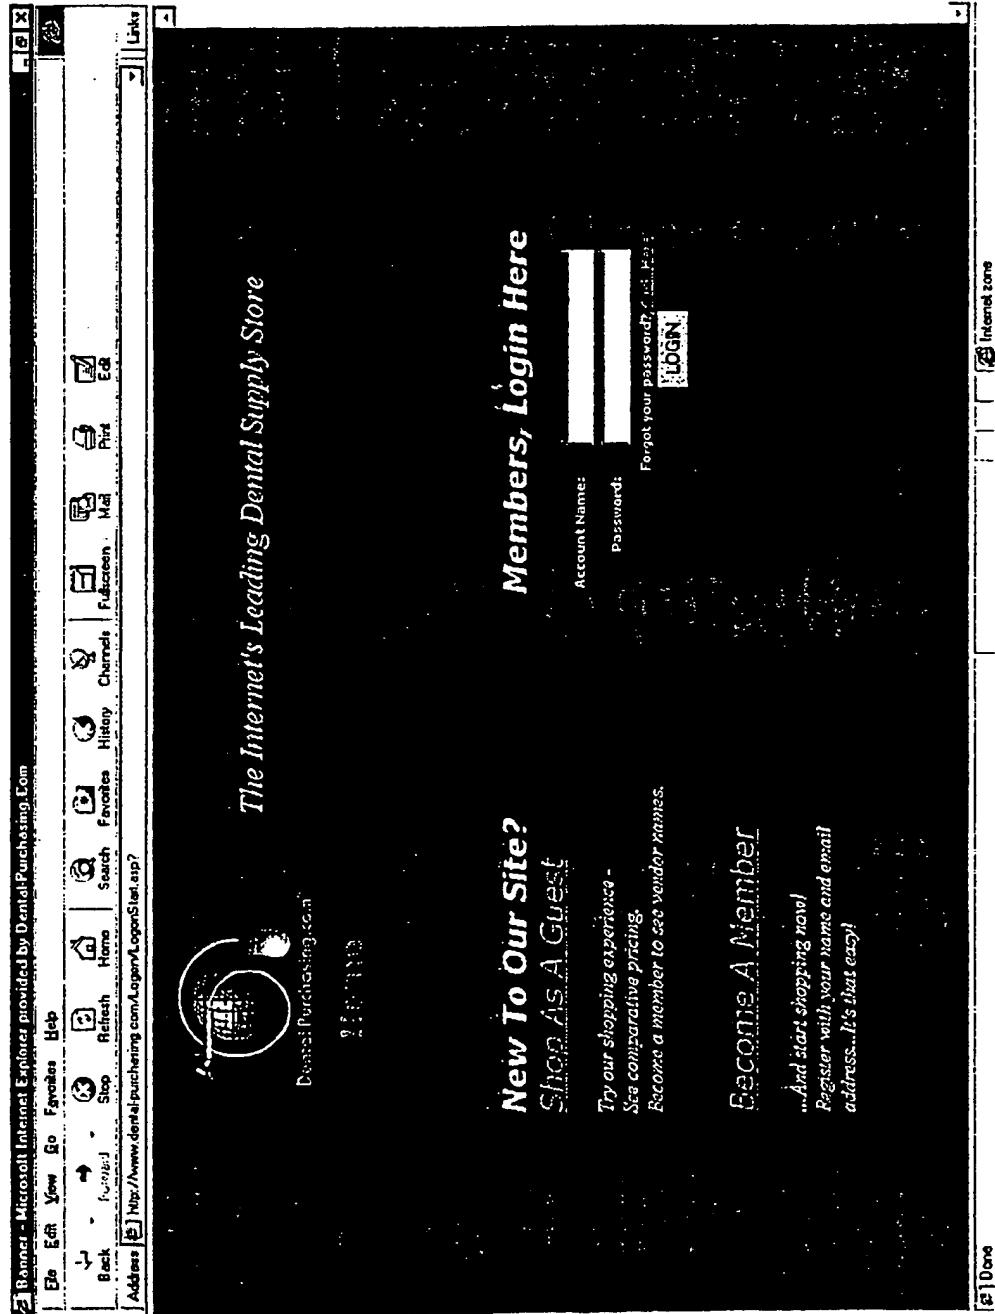 Banner - Microsoft Internet Explorer provided by Dental-Purchasing.Com
File Edit View Go Favorites Help
Back Forward Stop Refresh Home Search Favorites History Channels Fullscreen Mail Print Edit
Address http://www.dental-purchasing.com/Logon/LogonStart.asp? Links
The Internet's Leading Dental Supply Store
Dental Purchasing.com
New To Our Site?
Shop As A Guest
Try our shopping experience -
See comparative pricing.
Become a member to see vendor names.
Become A Member
...And start shopping now!
Register with your name and email
address...It's that easy!
Members, Login Here
Account Name:
Password:
Forgot your password? Click Here
LOGIN
Done Internet zone